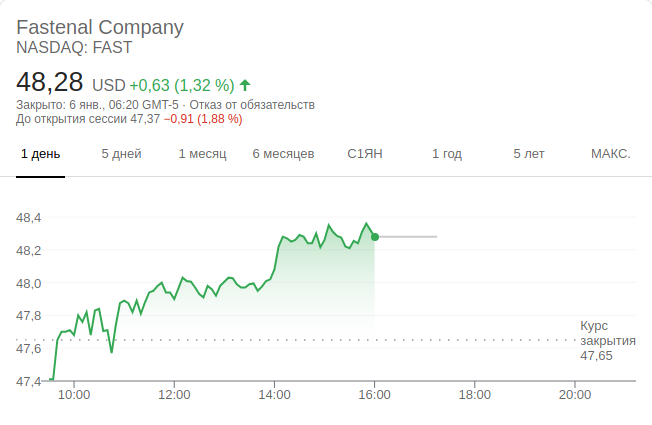 Fastenal Company
NASDAQ: FAST
48,28 USD +0,63 (1,32 %)
Закрыто: 6 янв., 06:20 GMT-5 · Отказ от обязательств
До открытия сессии 47,37 −0,91 (1,88 %)
1 день 5 дней 1 месяц 6 месяцев С1ЯН 1 год 5 лет МАКС.
48,4
48,2
48,0
47,8
47,6
47,4
Курс
закрытия
47,65
10:00 12:00 14:00 16:00 18:00 20:00